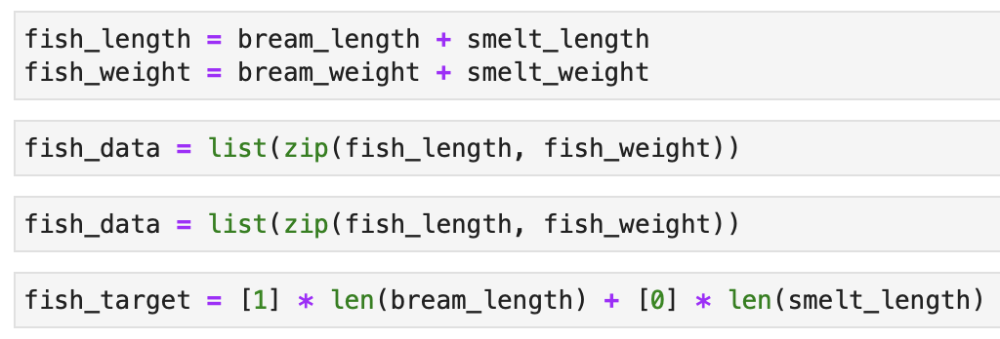 fish_length = bream_length + smelt_length
fish_weight = bream_weight + smelt_weight
fish_data = list(zip(fish_length, fish_weight))
fish_data = list(zip(fish_length, fish_weight))
fish_target = [1] * len(bream_length) + [0] * len(smelt_length)